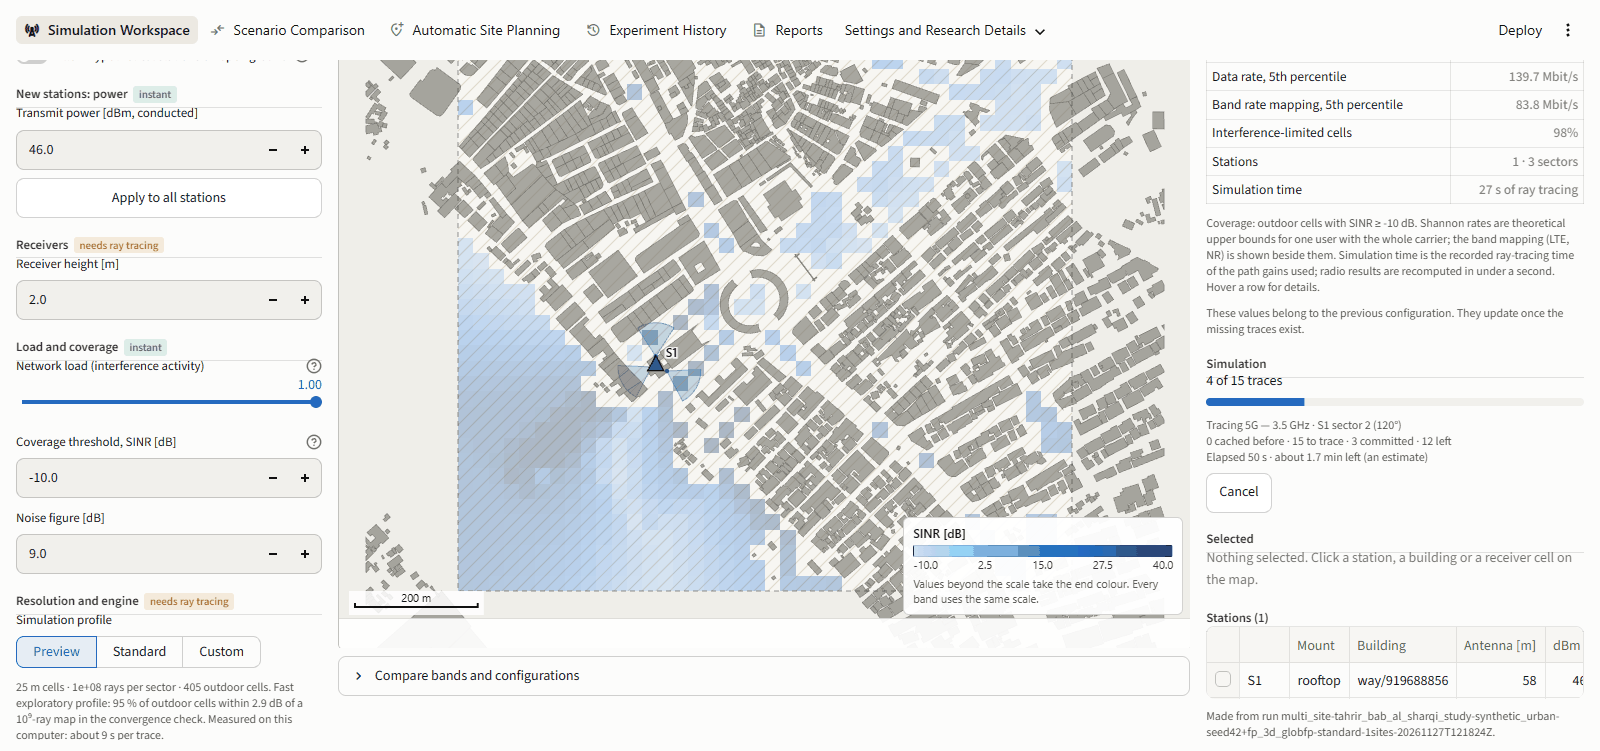 Simulation Workspace
Scenario Comparison
Automatic Site Planning
Experiment History
Reports
Settings and Research Details
Deploy
New stations: power instant
Transmit power [dBm, conducted]
46.0
Apply to all stations
Receivers needs ray tracing
Receiver height [m]
2.0
Load and coverage instant
Network load (interference activity)
1.00
Coverage threshold, SINR [dB]
-10.0
Noise figure [dB]
9.0
Resolution and engine needs ray tracing
Simulation profile
Preview Standard Custom
25 m cells · 1e+08 rays per sector · 405 outdoor cells. Fast
exploratory profile: 95 % of outdoor cells within 2.9 dB of a
10⁹-ray map in the convergence check. Measured on this
computer: about 9 s per trace.
S1
200 m
SINR [dB]
-10.0 2.5 15.0 27.5 40.0
Values beyond the scale take the end colour. Every
band uses the same scale.
Compare bands and configurations
Data rate, 5th percentile 139.7 Mbit/s
Band rate mapping, 5th percentile 83.8 Mbit/s
Interference-limited cells 98%
Stations 1 · 3 sectors
Simulation time 27 s of ray tracing
Coverage: outdoor cells with SINR ≥ -10 dB. Shannon rates are theoretical
upper bounds for one user with the whole carrier; the band mapping (LTE,
NR) is shown beside them. Simulation time is the recorded ray-tracing time
of the path gains used; radio results are recomputed in under a second.
Hover a row for details.
These values belong to the previous configuration. They update once the
missing traces exist.
Simulation
4 of 15 traces
Tracing 5G — 3.5 GHz · S1 sector 2 (120°)
0 cached before · 15 to trace · 3 committed · 12 left
Elapsed 50 s · about 1.7 min left (an estimate)
Cancel
Selected
Nothing selected. Click a station, a building or a receiver cell on
the map.
Stations (1)
Mount Building Antenna [m] dBm
S1 rooftop way/919688856 58
Made from run multi_site-tahrir_bab_al_sharqi_study-synthetic_urban-
seed42+fp_3d_globfp-standard-1sites-20261127T121824Z.